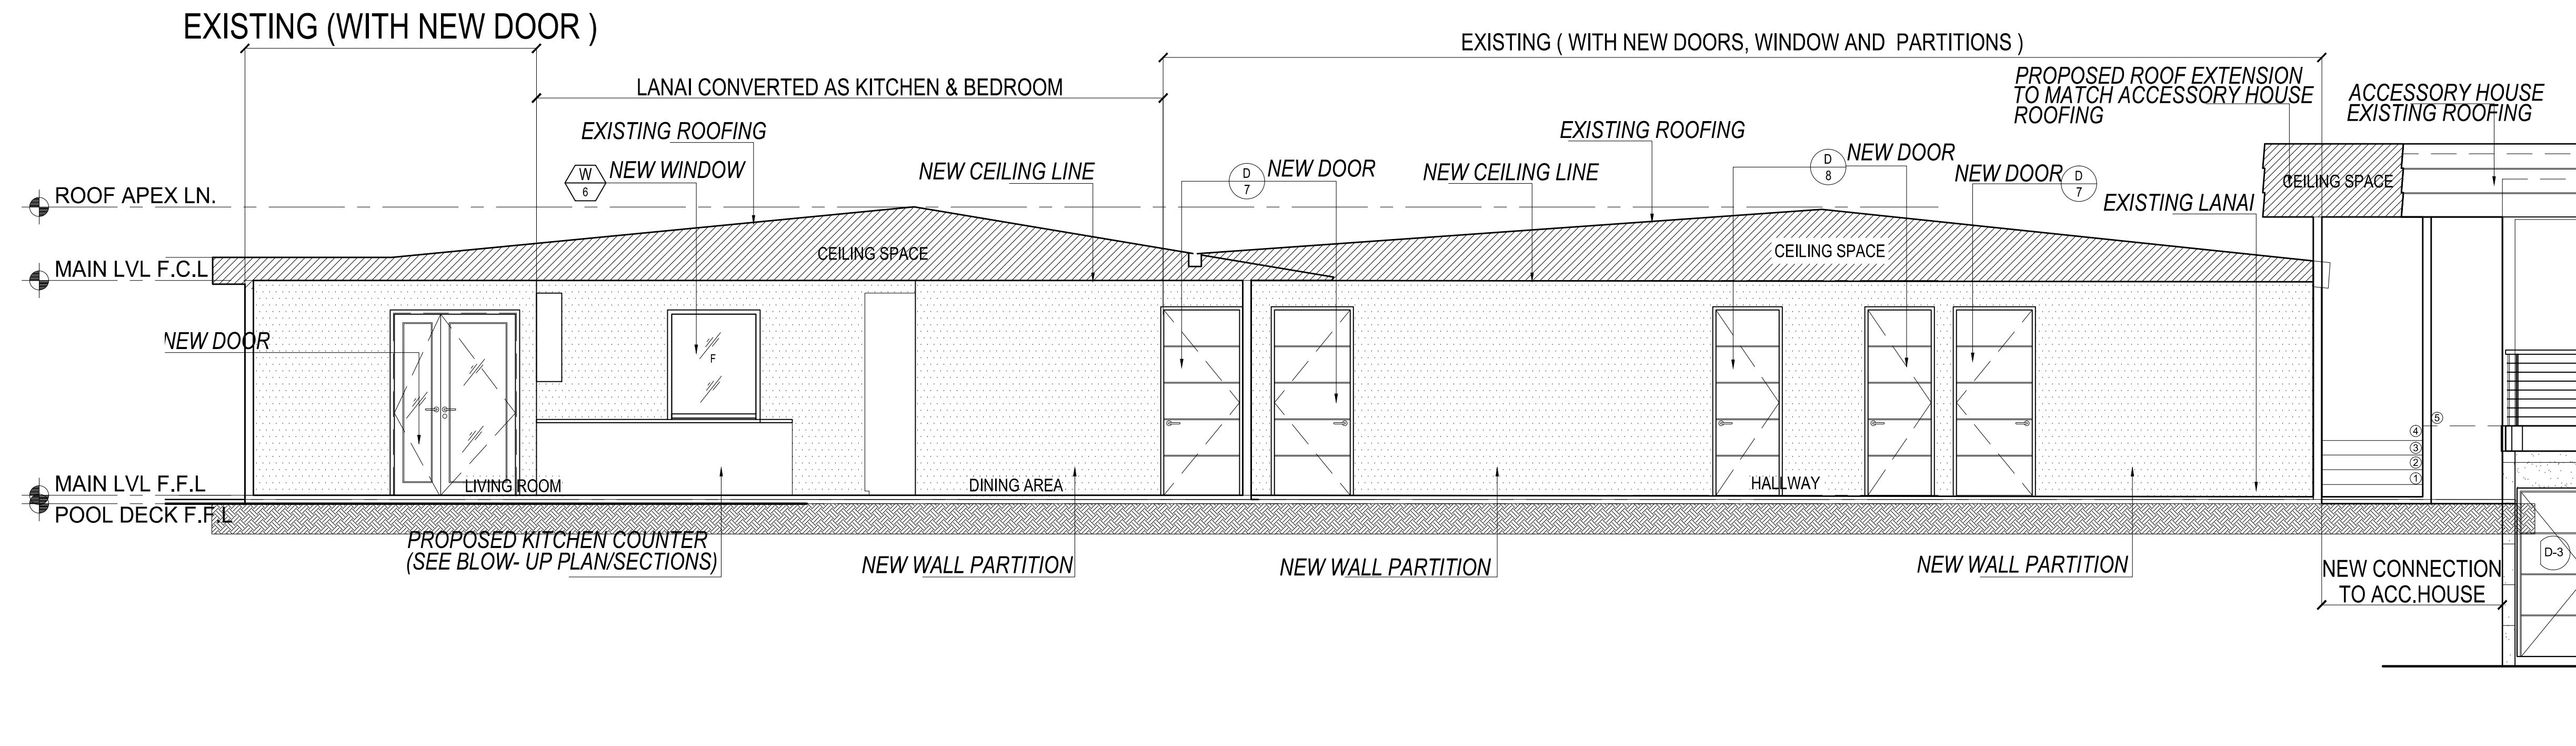 EXISTING (WITH NEW DOOR )
EXISTING ( WITH NEW DOORS, WINDOW AND PARTITIONS )
LANAI CONVERTED AS KITCHEN & BEDROOM
PROPOSED ROOF EXTENSION
TO MATCH ACCESSORY HOUSE
ROOFING
ACCESSORY HOUSE
EXISTING ROOFING
EXISTING ROOFING
EXISTING ROOFING
W
6
NEW WINDOW
NEW CEILING LINE
D
7
NEW DOOR
NEW CEILING LINE
D
8
NEW DOOR
NEW DOOR
D
7
CEILING SPACE
EXISTING LANAI
ROOF APEX LN.
CEILING SPACE
CEILING SPACE
MAIN LVL F.C.L
NEW DOOR
F
5
4
3
2
1
MAIN LVL F.F.L
LIVING ROOM
DINING AREA
HALLWAY
POOL DECK F.F.L
PROPOSED KITCHEN COUNTER
(SEE BLOW- UP PLAN/SECTIONS)
NEW WALL PARTITION
NEW WALL PARTITION
NEW WALL PARTITION
D-3
NEW CONNECTION
TO ACC.HOUSE